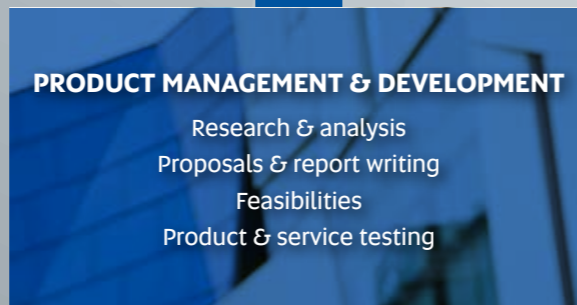 PRODUCT MANAGEMENT & DEVELOPMENT
Research & analysis
Proposals & report writing
Feasibilities
Product & service testing